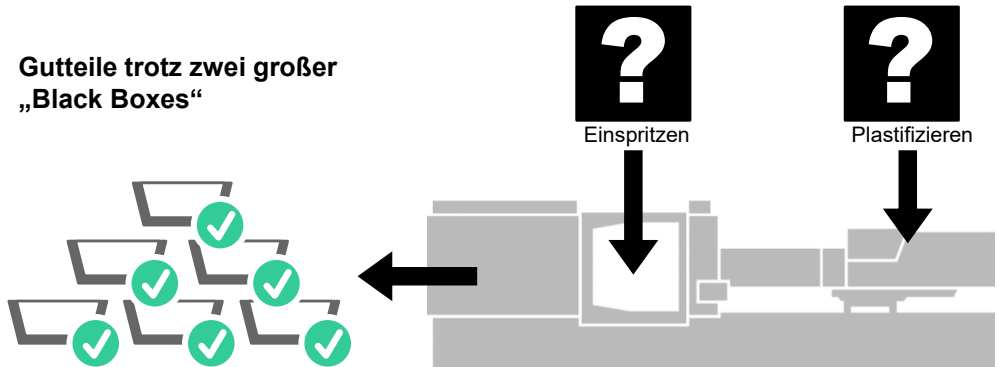 Gutteile trotz zwei großer
„Black Boxes“
?
?
Einspritzen
Plastifizieren